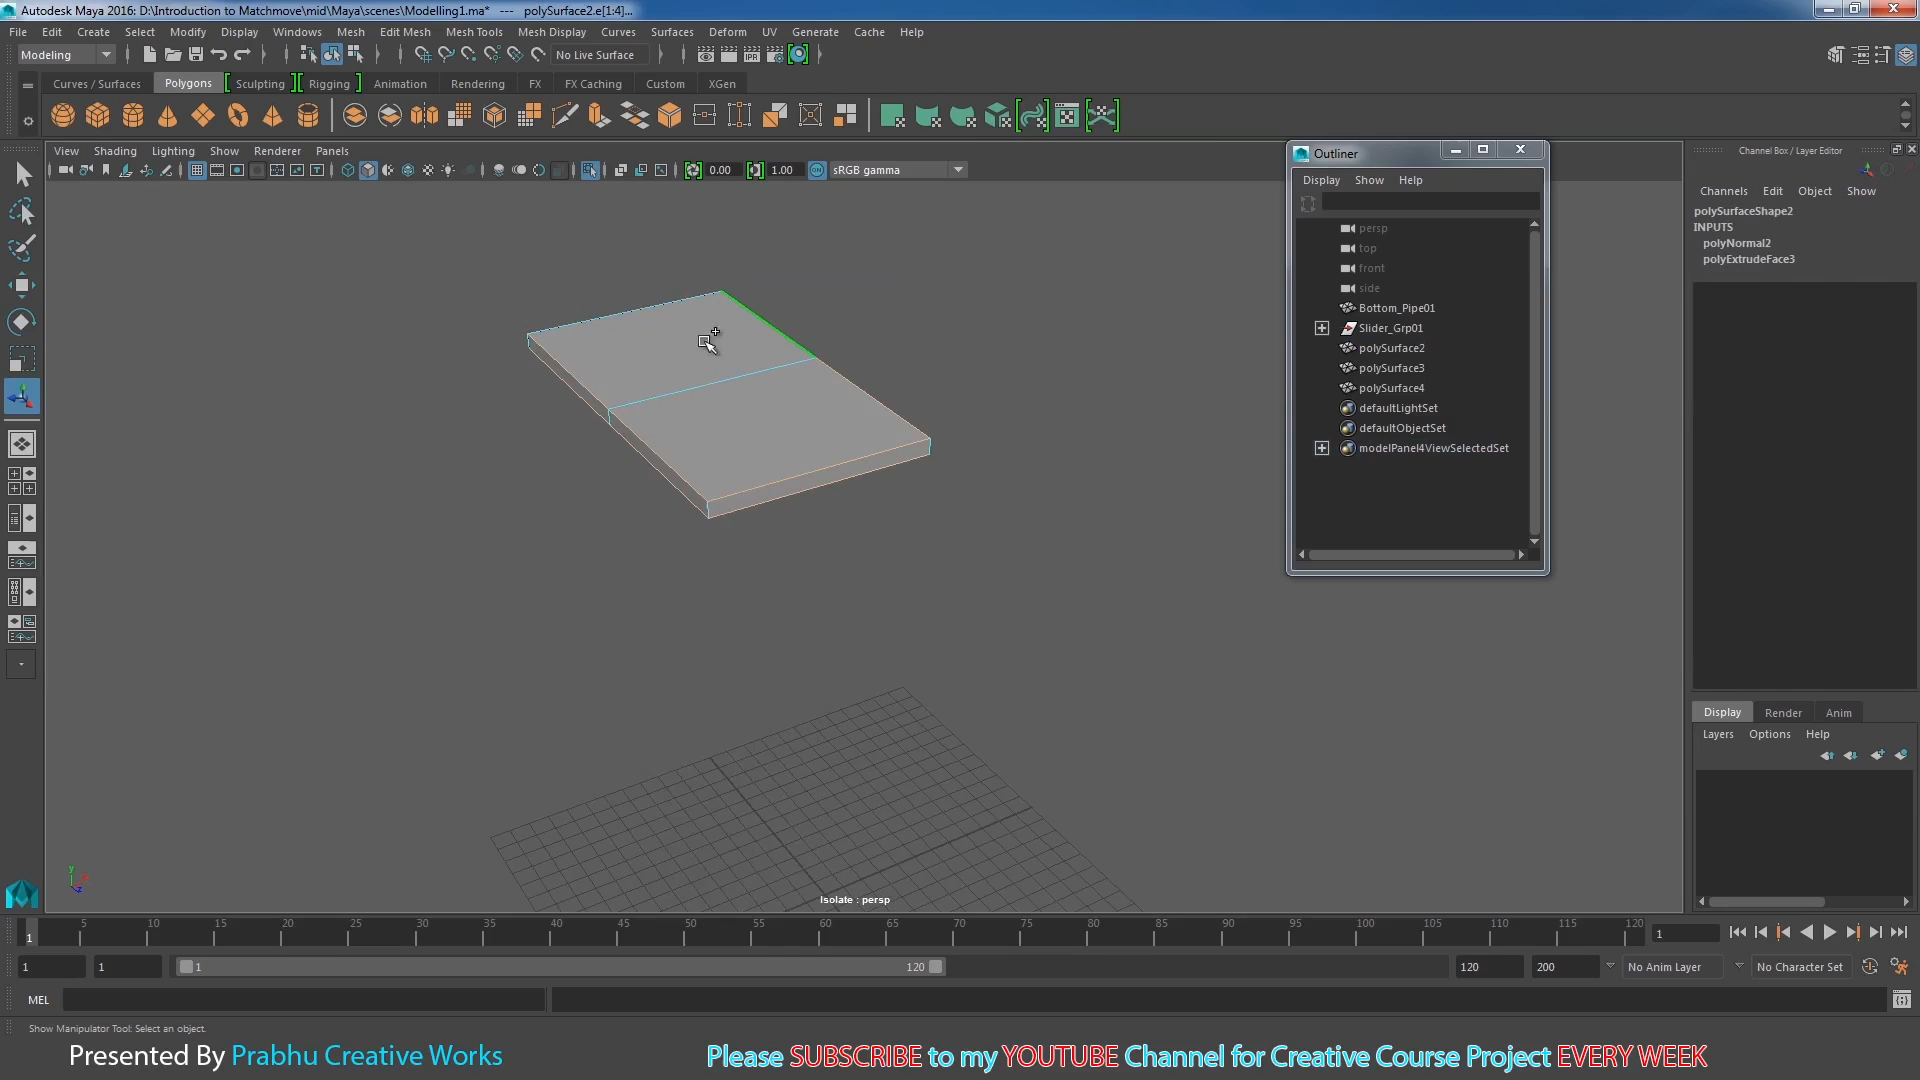 Autodesk Maya 2016: D:\Introduction to Matchmove\mid\Maya\scenes\Modelling1.ma* --- polySurface2.e[1:4]...
File Edit Create Select Modify Display Windows Mesh Edit Mesh Mesh Tools Mesh Display Curves Surfaces Deform UV Generate Cache Help
Modeling No Live Surface
Curves / Surfaces Polygons Sculpting Rigging Animation Rendering FX FX Caching Custom XGen
View Shading Lighting Show Renderer Panels
0.00 1.00 ON sRGB gamma
Outliner
Display Show Help
persp
top
front
side
Bottom_Pipe01
Slider_Grp01
polySurface2
polySurface3
polySurface4
defaultLightSet
defaultObjectSet
modelPanel4ViewSelectedSet
Channel Box / Layer Editor
Channels Edit Object Show
polySurfaceShape2
INPUTS
polyNormal2
polyExtrudeFace3
Display Render Anim
Layers Options Help
y
z
Isolate : persp
5 10 15 20 25 30 35 40 45 50 55 60 65 70 75 80 85 90 95 100 105 110 115 120
1 1
1 1 1 120 120 200 No Anim Layer No Character Set
MEL
Show Manipulator Tool: Select an object.
Presented By Prabhu Creative Works
Please SUBSCRIBE to my YOUTUBE Channel for Creative Course Project EVERY WEEK